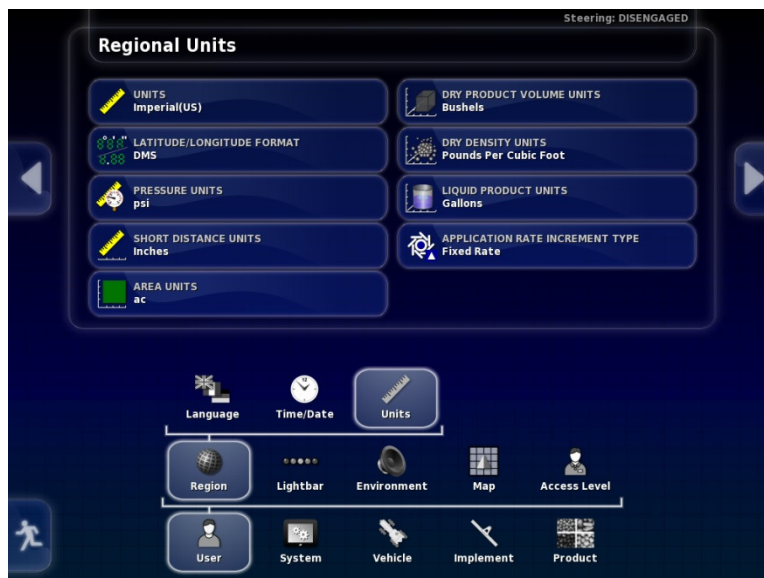 Steering: DISENGAGED
Regional Units
UNITS
Imperial(US)
DRY PRODUCT VOLUME UNITS
Bushels
LATITUDE/LONGITUDE FORMAT
DMS
DRY DENSITY UNITS
Pounds Per Cubic Foot
PRESSURE UNITS
psi
LIQUID PRODUCT UNITS
Gallons
SHORT DISTANCE UNITS
Inches
APPLICATION RATE INCREMENT TYPE
Fixed Rate
AREA UNITS
ac
Language Time/Date Units
Region Lightbar Environment Map Access Level
User System Vehicle Implement Product